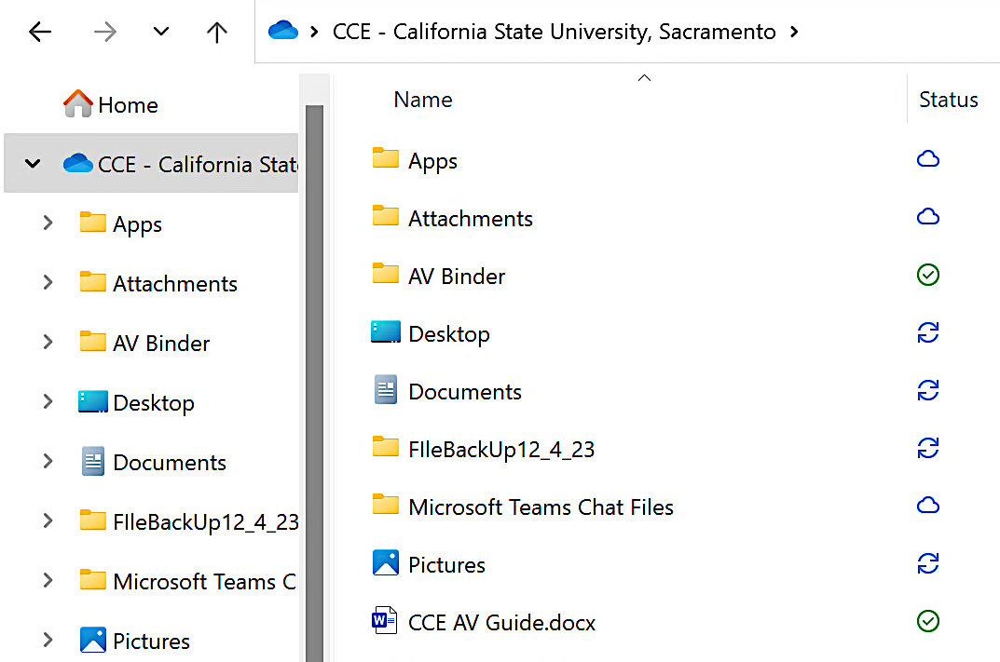 CCE - California State University, Sacramento
Home
CCE - California Stat
Apps
Attachments
AV Binder
Desktop
Documents
FIleBackUp12_4_23
Microsoft Teams C
Pictures
Name
Status
Apps
Attachments
AV Binder
Desktop
Documents
FIleBackUp12_4_23
Microsoft Teams Chat Files
Pictures
W
CCE AV Guide.docx